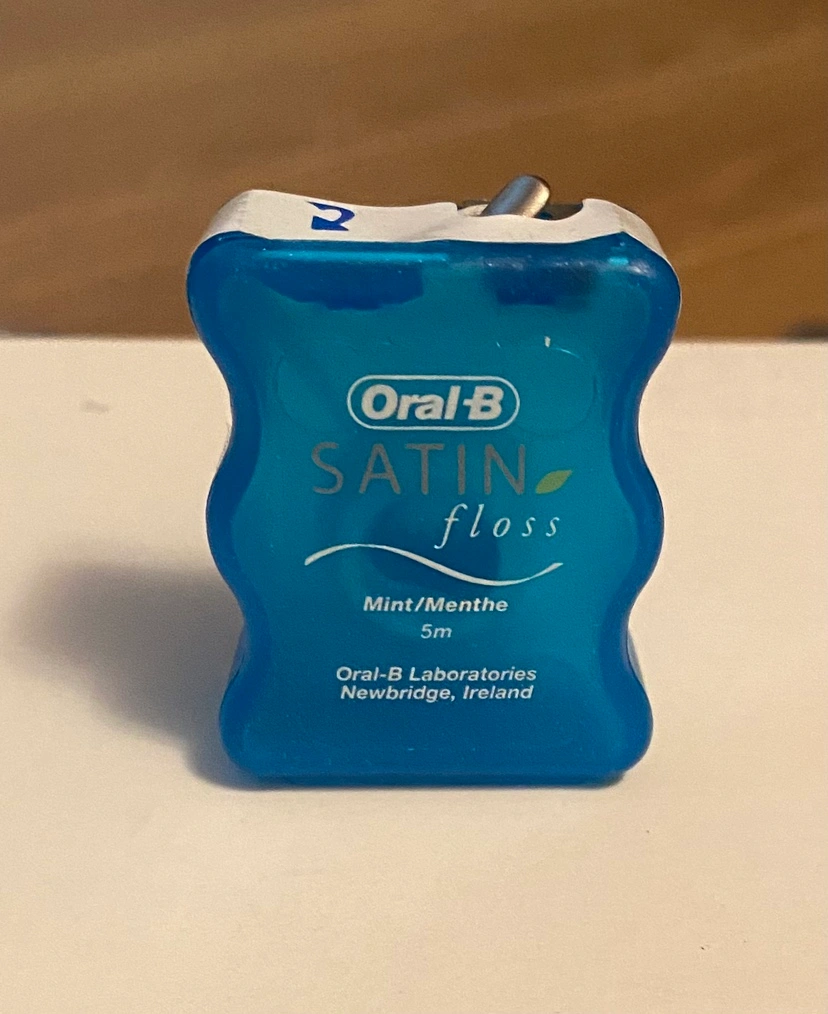 Oral-B
SATIN
floss
Mint/Menthe
5m
Oral-B Laboratories
Newbridge, Ireland